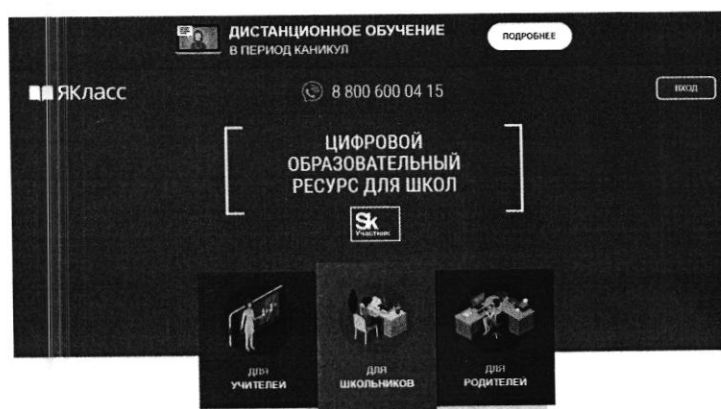 ДИСТАНЦИОННОЕ ОБУЧЕНИЕ
В ПЕРИОД КАНИКУЛ
ПОДРОБНЕЕ
ЯКласс
8 800 600 04 15
ВХОД
ЦИФРОВОЙ
ОБРАЗОВАТЕЛЬНЫЙ
РЕСУРС ДЛЯ ШКОЛ
Sk
Участник
ДЛЯ
УЧИТЕЛЕЙ
ДЛЯ
ШКОЛЬНИКОВ
ДЛЯ
РОДИТЕЛЕЙ